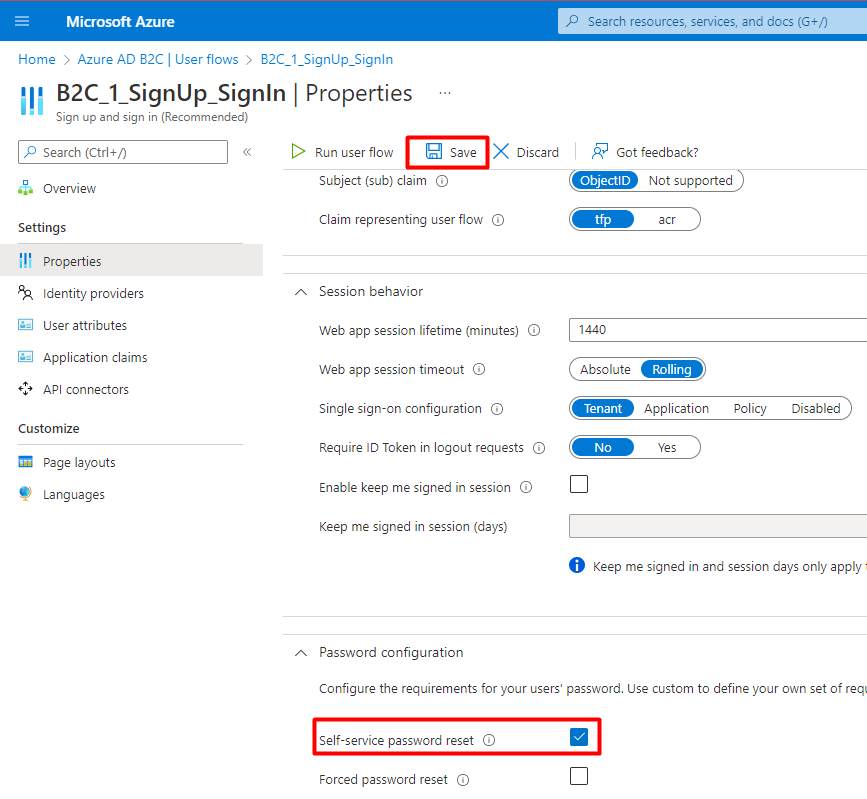 Microsoft Azure
Search resources, services, and docs (G+/)
Home > Azure AD B2C | User flows > B2C_1_SignUp_SignIn
B2C_1_SignUp_SignIn | Properties ...
Sign up and sign in (Recommended)
Search (Ctrl+/) «
Overview
Settings
Properties
Identity providers
User attributes
Application claims
API connectors
Customize
Page layouts
Languages
Run user flow Save Discard Got feedback?
Subject (sub) claim ObjectID Not supported
Claim representing user flow tfp acr
Session behavior
Web app session lifetime (minutes) 1440
Web app session timeout Absolute Rolling
Single sign-on configuration Tenant Application Policy Disabled
Require ID Token in logout requests No Yes
Enable keep me signed in session
Keep me signed in session (days)
Keep me signed in and session days only apply
Password configuration
Configure the requirements for your users' password. Use custom to define your own set of requ
Self-service password reset
Forced password reset